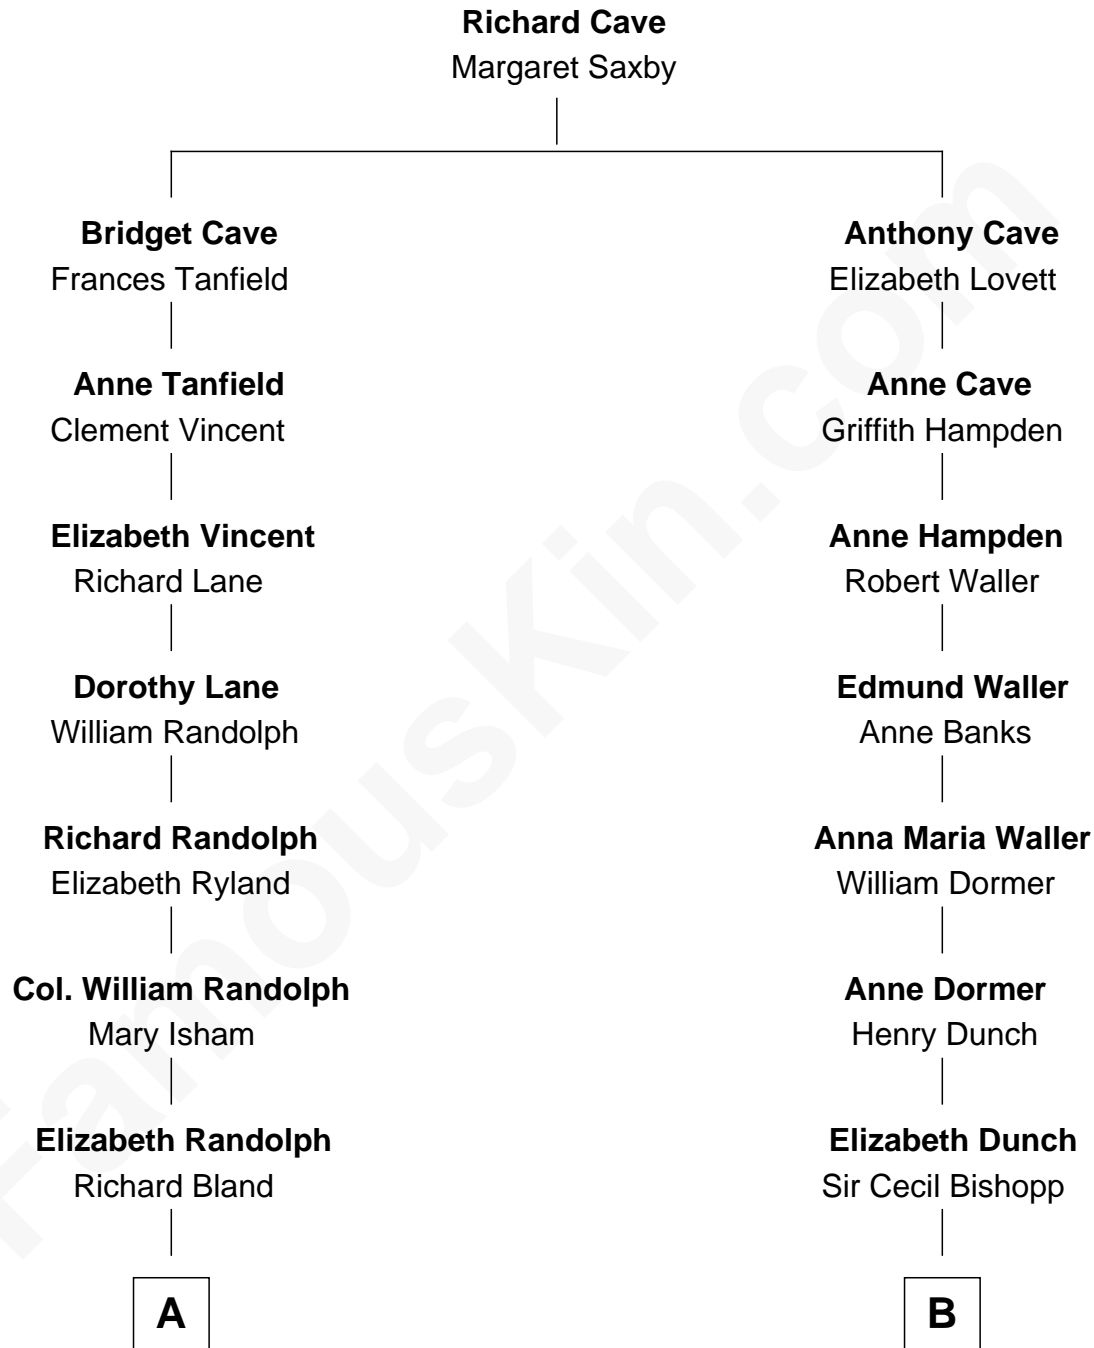 Richard Cave
Margaret Saxby
Bridget Cave
Frances Tanfield
Anthony Cave
Elizabeth Lovett
Anne Tanfield
Clement Vincent
Anne Cave
Griffith Hampden
Elizabeth Vincent
Richard Lane
Anne Hampden
Robert Waller
Dorothy Lane
William Randolph
Edmund Waller
Anne Banks
Richard Randolph
Elizabeth Ryland
Anna Maria Waller
William Dormer
Col. William Randolph
Mary Isham
Anne Dormer
Henry Dunch
Elizabeth Randolph
Richard Bland
Elizabeth Dunch
Sir Cecil Bishopp
A
B
FamousKin.com